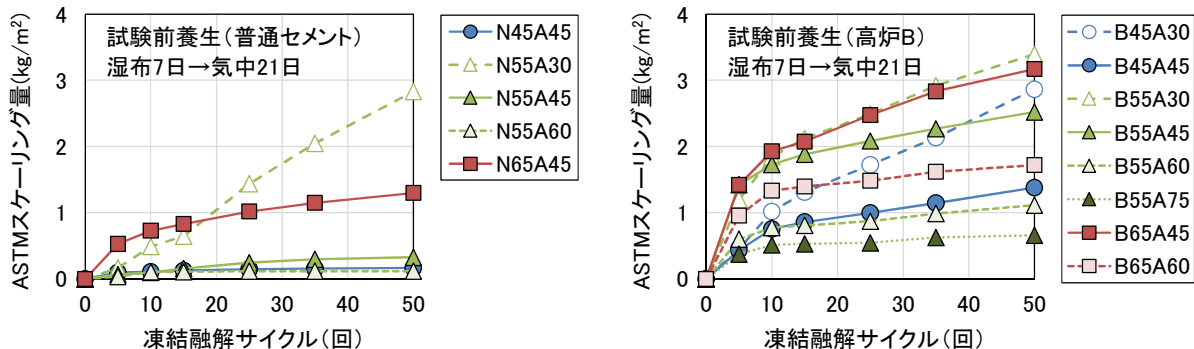 ASTMスケーリング量(kg/m²)
4
3
2
1
0
試験前養生(普通セメント)
湿布7日→気中21日
0 10 20 30 40 50
凍結融解サイクル(回)
N45A45
N55A30
N55A45
N55A60
N65A45
ASTMスケーリング量(kg/m²)
4
3
2
1
0
試験前養生(高炉B)
湿布7日→気中21日
0 10 20 30 40 50
凍結融解サイクル(回)
B45A30
B45A45
B55A30
B55A45
B55A60
B55A75
B65A45
B65A60